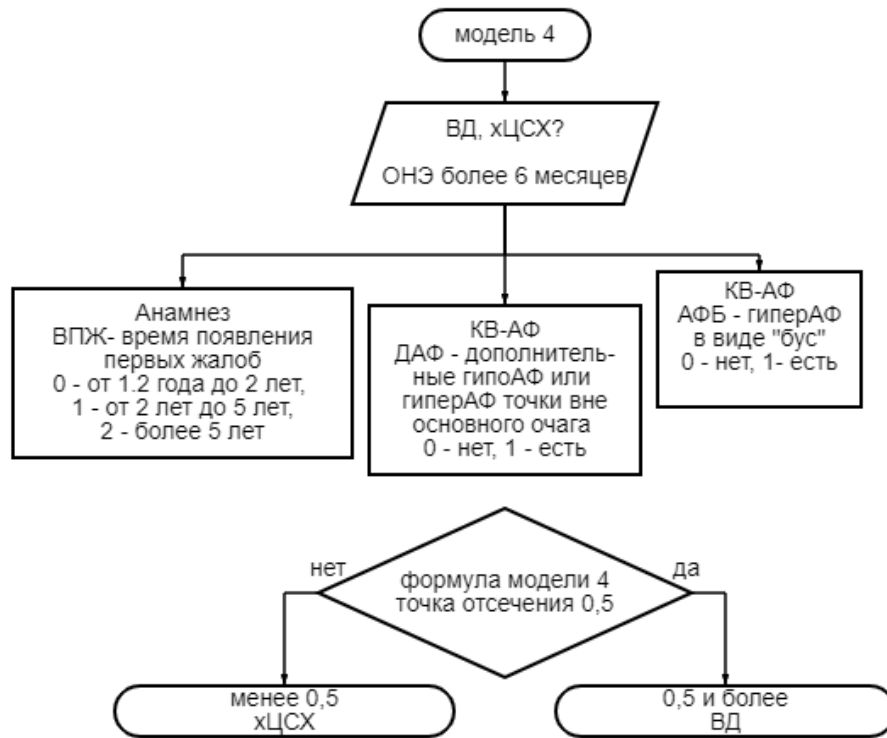 модель 4
ВД, хЦСХ?
ОНЭ более 6 месяцев
Анамнез
ВПЖ- время появления
первых жалоб
0 - от 1.2 года до 2 лет,
1 - от 2 лет до 5 лет,
2 - более 5 лет
КВ-АФ
ДАФ - дополнитель-
ные гипоАФ или
гиперАФ точки вне
основного очага
0 - нет, 1 - есть
КВ-АФ
АФБ - гиперАФ
в виде "бус"
0 - нет, 1- есть
нет
формула модели 4
точка отсечения 0,5
да
менее 0,5
хЦСХ
0,5 и более
ВД